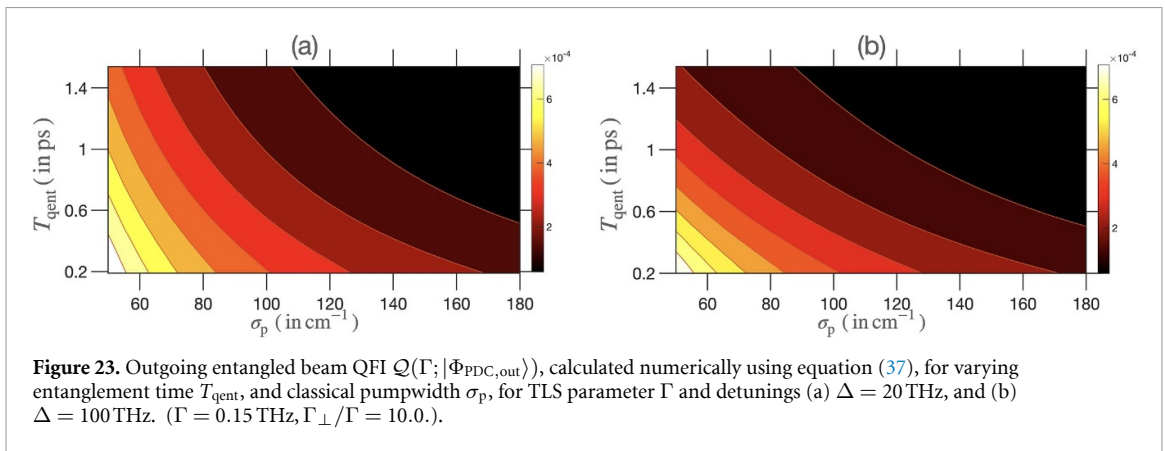 (a)
(b)
×10⁻⁴
×10⁻⁴
1.4
1
0.6
0.2
T_qent (in ps)
6
4
2
60 80 100 120 140 160 180
σ_p (in cm⁻¹)
1.4
1
0.6
0.2
T_qent (in ps)
6
4
2
60 80 100 120 140 160 180
σ_p (in cm⁻¹)
Figure 23. Outgoing entangled beam QFI 𝒬(Γ; |Φ_PDC,out⟩), calculated numerically using equation (37), for varying
entanglement time T_qent, and classical pumpwidth σ_p, for TLS parameter Γ and detunings (a) Δ = 20 THz, and (b)
Δ = 100 THz. (Γ = 0.15 THz, Γ_⊥/Γ = 10.0.).